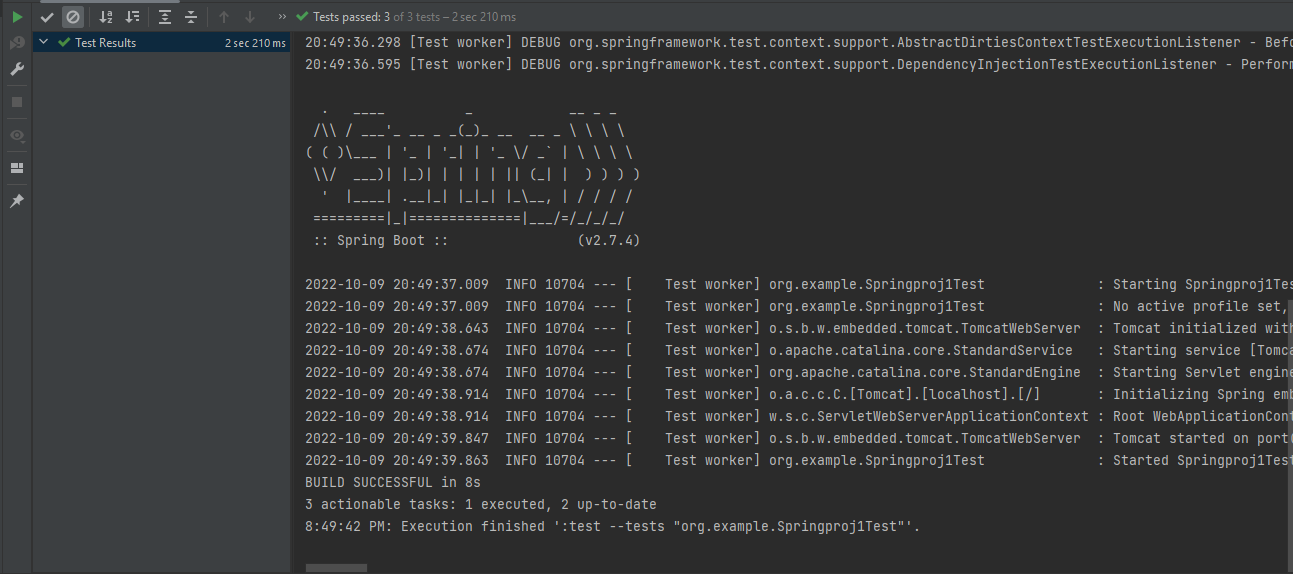 Tests passed: 3 of 3 tests – 2 sec 210 ms
Test Results 2 sec 210 ms
20:49:36.298 [Test worker] DEBUG org.springframework.test.context.support.AbstractDirtiesContextTestExecutionListener - Befo
20:49:36.595 [Test worker] DEBUG org.springframework.test.context.support.DependencyInjectionTestExecutionListener - Perform
  .   ____          _            __ _ _
 /\\ / ___'_ __ _ _(_)_ __  __ _ \ \ \ \
( ( )\___ | '_ | '_| | '_ \/ _` | \ \ \ \
 \\/  ___)| |_)| | | | | || (_| |  ) ) ) )
  '  |____| .__|_| |_|_| |_\__, | / / / /
 =========|_|==============|___/=/_/_/_/
 :: Spring Boot ::                (v2.7.4)
2022-10-09 20:49:37.009  INFO 10704 --- [    Test worker] org.example.Springproj1Test              : Starting Springproj1Tes
2022-10-09 20:49:37.009  INFO 10704 --- [    Test worker] org.example.Springproj1Test              : No active profile set,
2022-10-09 20:49:38.643  INFO 10704 --- [    Test worker] o.s.b.w.embedded.tomcat.TomcatWebServer  : Tomcat initialized with
2022-10-09 20:49:38.674  INFO 10704 --- [    Test worker] o.apache.catalina.core.StandardService   : Starting service [Tomca
2022-10-09 20:49:38.674  INFO 10704 --- [    Test worker] org.apache.catalina.core.StandardEngine  : Starting Servlet engine
2022-10-09 20:49:38.914  INFO 10704 --- [    Test worker] o.a.c.c.C.[Tomcat].[localhost].[/]       : Initializing Spring emb
2022-10-09 20:49:38.914  INFO 10704 --- [    Test worker] w.s.c.ServletWebServerApplicationContext : Root WebApplicationCont
2022-10-09 20:49:39.847  INFO 10704 --- [    Test worker] o.s.b.w.embedded.tomcat.TomcatWebServer  : Tomcat started on port(
2022-10-09 20:49:39.863  INFO 10704 --- [    Test worker] org.example.Springproj1Test              : Started Springproj1Test
BUILD SUCCESSFUL in 8s
3 actionable tasks: 1 executed, 2 up-to-date
8:49:42 PM: Execution finished ':test --tests "org.example.Springproj1Test"'.